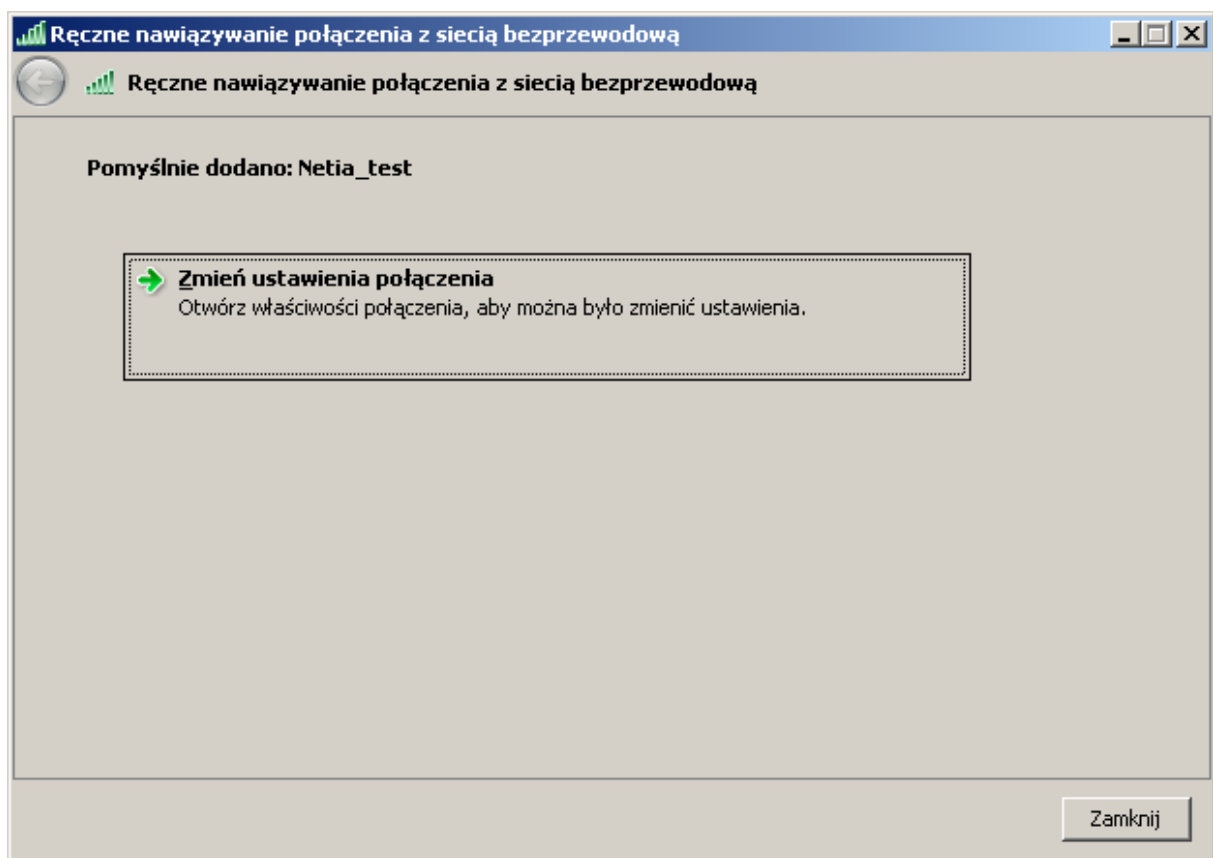 Ręczne nawiązywanie połączenia z siecią bezprzewodową
Ręczne nawiązywanie połączenia z siecią bezprzewodową
Pomyślnie dodano: Netia_test
Zmień ustawienia połączenia
Otwórz właściwości połączenia, aby można było zmienić ustawienia.
Zamknij